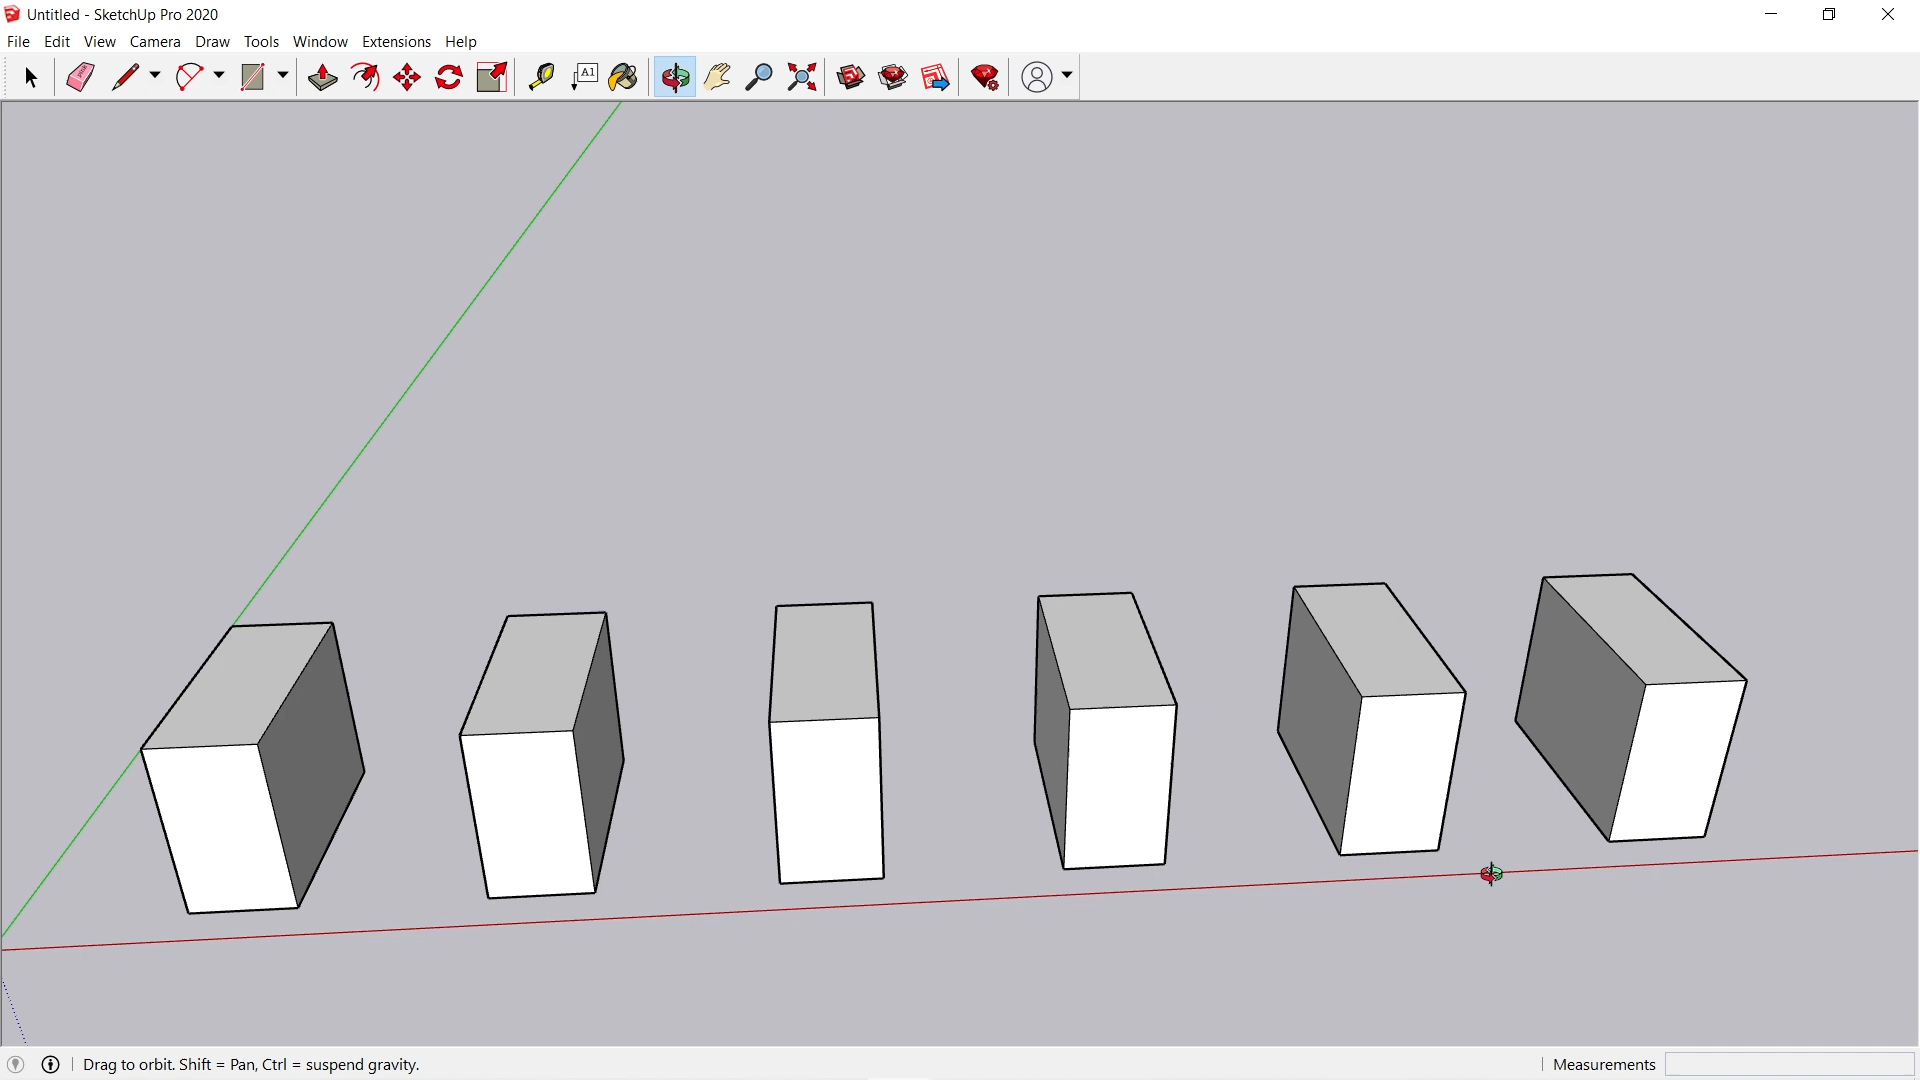 Untitled - SketchUp Pro 2020
File Edit View Camera Draw Tools Window Extensions Help
A1
Drag to orbit. Shift = Pan, Ctrl = suspend gravity. Measurements